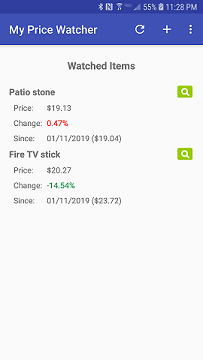 55% 11:28 PM
My Price Watcher
Watched Items
Patio stone
Price: $19.13
Change: 0.47%
Since: 01/11/2019 ($19.04)
Fire TV stick
Price: $20.27
Change: -14.54%
Since: 01/11/2019 ($23.72)